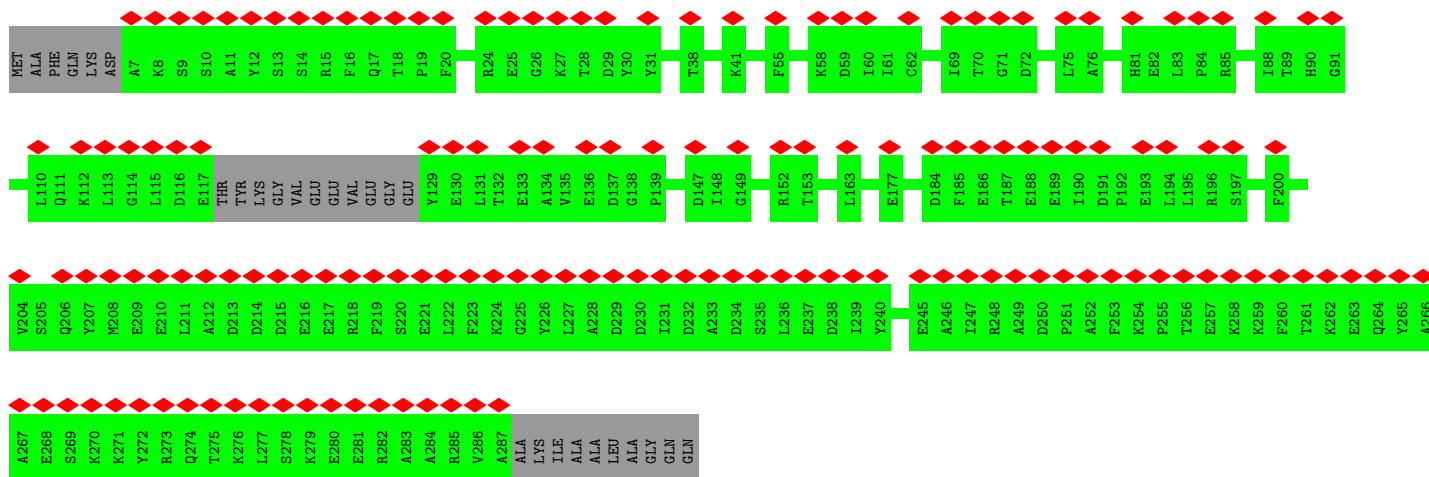 MET ALA PHE GLN LYS ASP A7 K8 S9 S10 A11 Y12 S13 S14 R15 F16 Q17 T18 P19 F20 R24 E25 G26 K27 T28 D29 Y30 Y31 T38 K41 F55 K58 D59 I60 I61 C62 I69 T70 G71 D72 L75 A76 H81 E82 L83 P84 R85 I88 T89 H90 G91
L110 Q111 K112 L113 G114 L115 D116 E117 THR TYR LYS GLY VAL GLU GLU VAL GLU GLY GLU Y129 E130 L131 T132 E133 A134 V135 E136 D137 G138 P139 D147 I148 G149 R152 T153 L163 E177 D184 F185 E186 T187 E188 E189 I190 D191 P192 E193 L194 L195 R196 S197 F200
V204 S205 Q206 Y207 M208 E209 E210 L211 A212 D213 D214 D215 E216 E217 R218 F219 S220 E221 L222 F223 K224 G225 Y226 L227 A228 D229 D230 I231 D232 A233 D234 S235 L236 E237 D238 I239 Y240 E245 A246 I247 R248 A249 D250 P251 A252 F253 K254 P255 T256 E257 K258 K259 F260 T261 K262 E263 Q264 Y265 A266
A267 E268 S269 K270 K271 Y272 R273 Q274 T275 K276 L277 S278 K279 E280 E281 R282 A283 A284 R285 V286 A287 ALA LYS ILE ALA ALA LEU ALA GLY GLN GLN